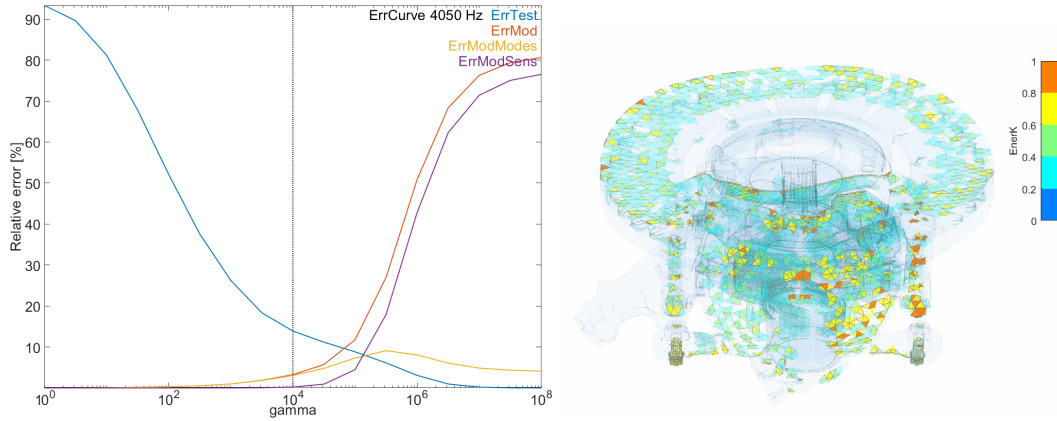 ErrCurve 4050 Hz ErrTest
ErrMod
ErrModModes
ErrModSens
90
80
70
60
50
40
30
20
10
Relative error [%]
10^0 10^2 10^4 10^6 10^8
gamma
1
0.8
0.6
0.4
0.2
0
EnerK